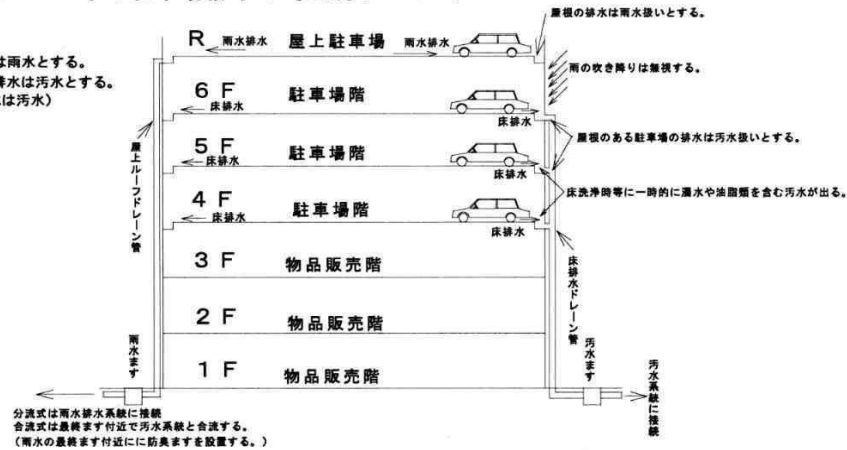 屋根の排水は雨水扱いとする。
R 雨水排水 屋上駐車場 雨水排水
は雨水とする。
水は汚水とする。
は汚水）
雨の吹き降りは無視する。
6F 駐車場階
床排水 床排水
屋根のある駐車場の排水は汚水扱いとする。
5F 駐車場階
床排水 床排水
床洗浄時等に一時的に濁水や油脂類を含む汚水が出る。
4F 駐車場階
床排水 床排水
屋上ルーフドレーン管
3F 物品販売階
床排水ドレーン管
2F 物品販売階
雨水ます
汚水ます
1F 物品販売階
汚水系統に接続
分流式は雨水排水系統に接続
合流式は最終ます付近で汚水系統と合流する。
（雨水の最終ます付近にに防臭ますを設置する。）